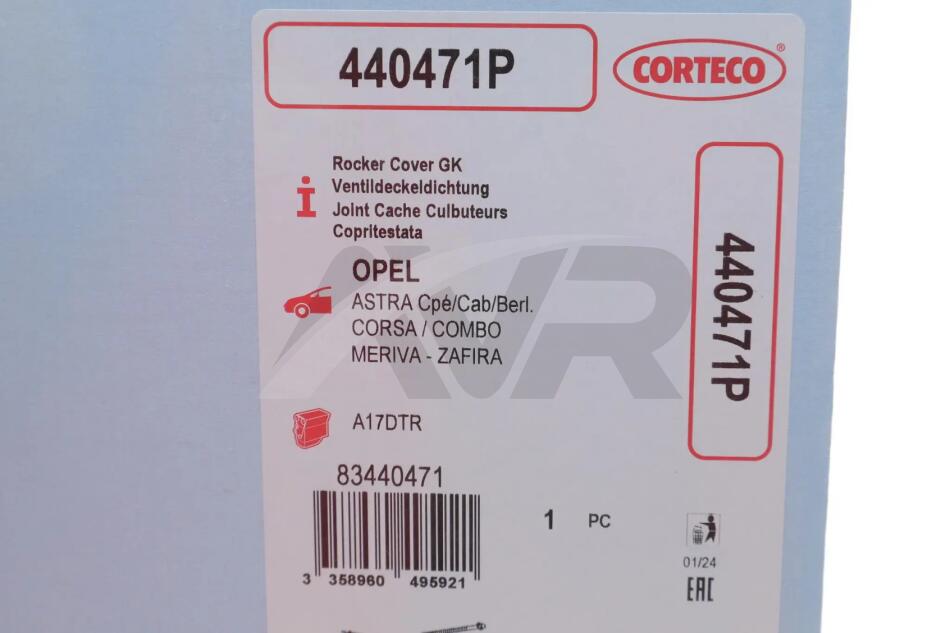 440471P
CORTECO®
Rocker Cover GK
Ventildeckeldichtung
Joint Cache Culbuteurs
Copritestata
440471P
OPEL
ASTRA Cpé/Cab/Berl.
CORSA / COMBO
MERIVA - ZAFIRA
AVR
A17DTR
83440471
1 PC
3 358960 495921
01/24
EAC